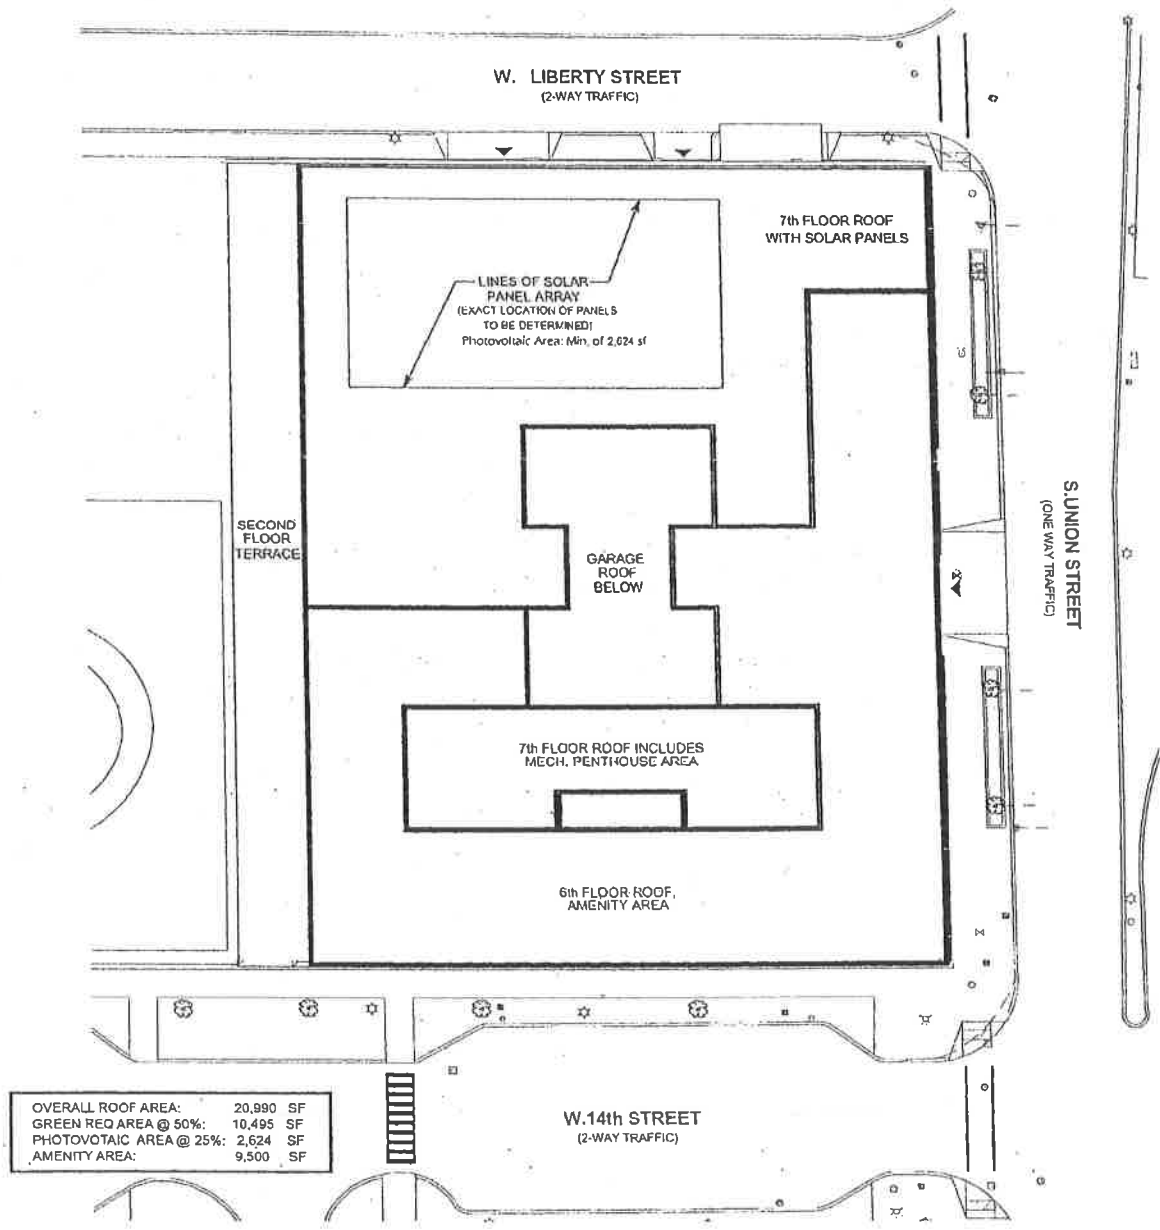 W. LIBERTY STREET
(2-WAY TRAFFIC)
7th FLOOR ROOF
WITH SOLAR PANELS
LINES OF SOLAR
PANEL ARRAY
(EXACT LOCATION OF PANELS
TO BE DETERMINED)
Photovoltaic Area: Min. of 2,624 sf
SECOND
FLOOR
TERRACE
GARAGE
ROOF
BELOW
S.UNION STREET
(ONE WAY TRAFFIC)
7th FLOOR ROOF INCLUDES
MECH. PENTHOUSE AREA
6th FLOOR ROOF,
AMENITY AREA
OVERALL ROOF AREA: 20,990 SF
GREEN REQ AREA @ 50%: 10,495 SF
PHOTOVOTAIC AREA @ 25%: 2,624 SF
AMENITY AREA: 9,500 SF
W.14th STREET
(2-WAY TRAFFIC)